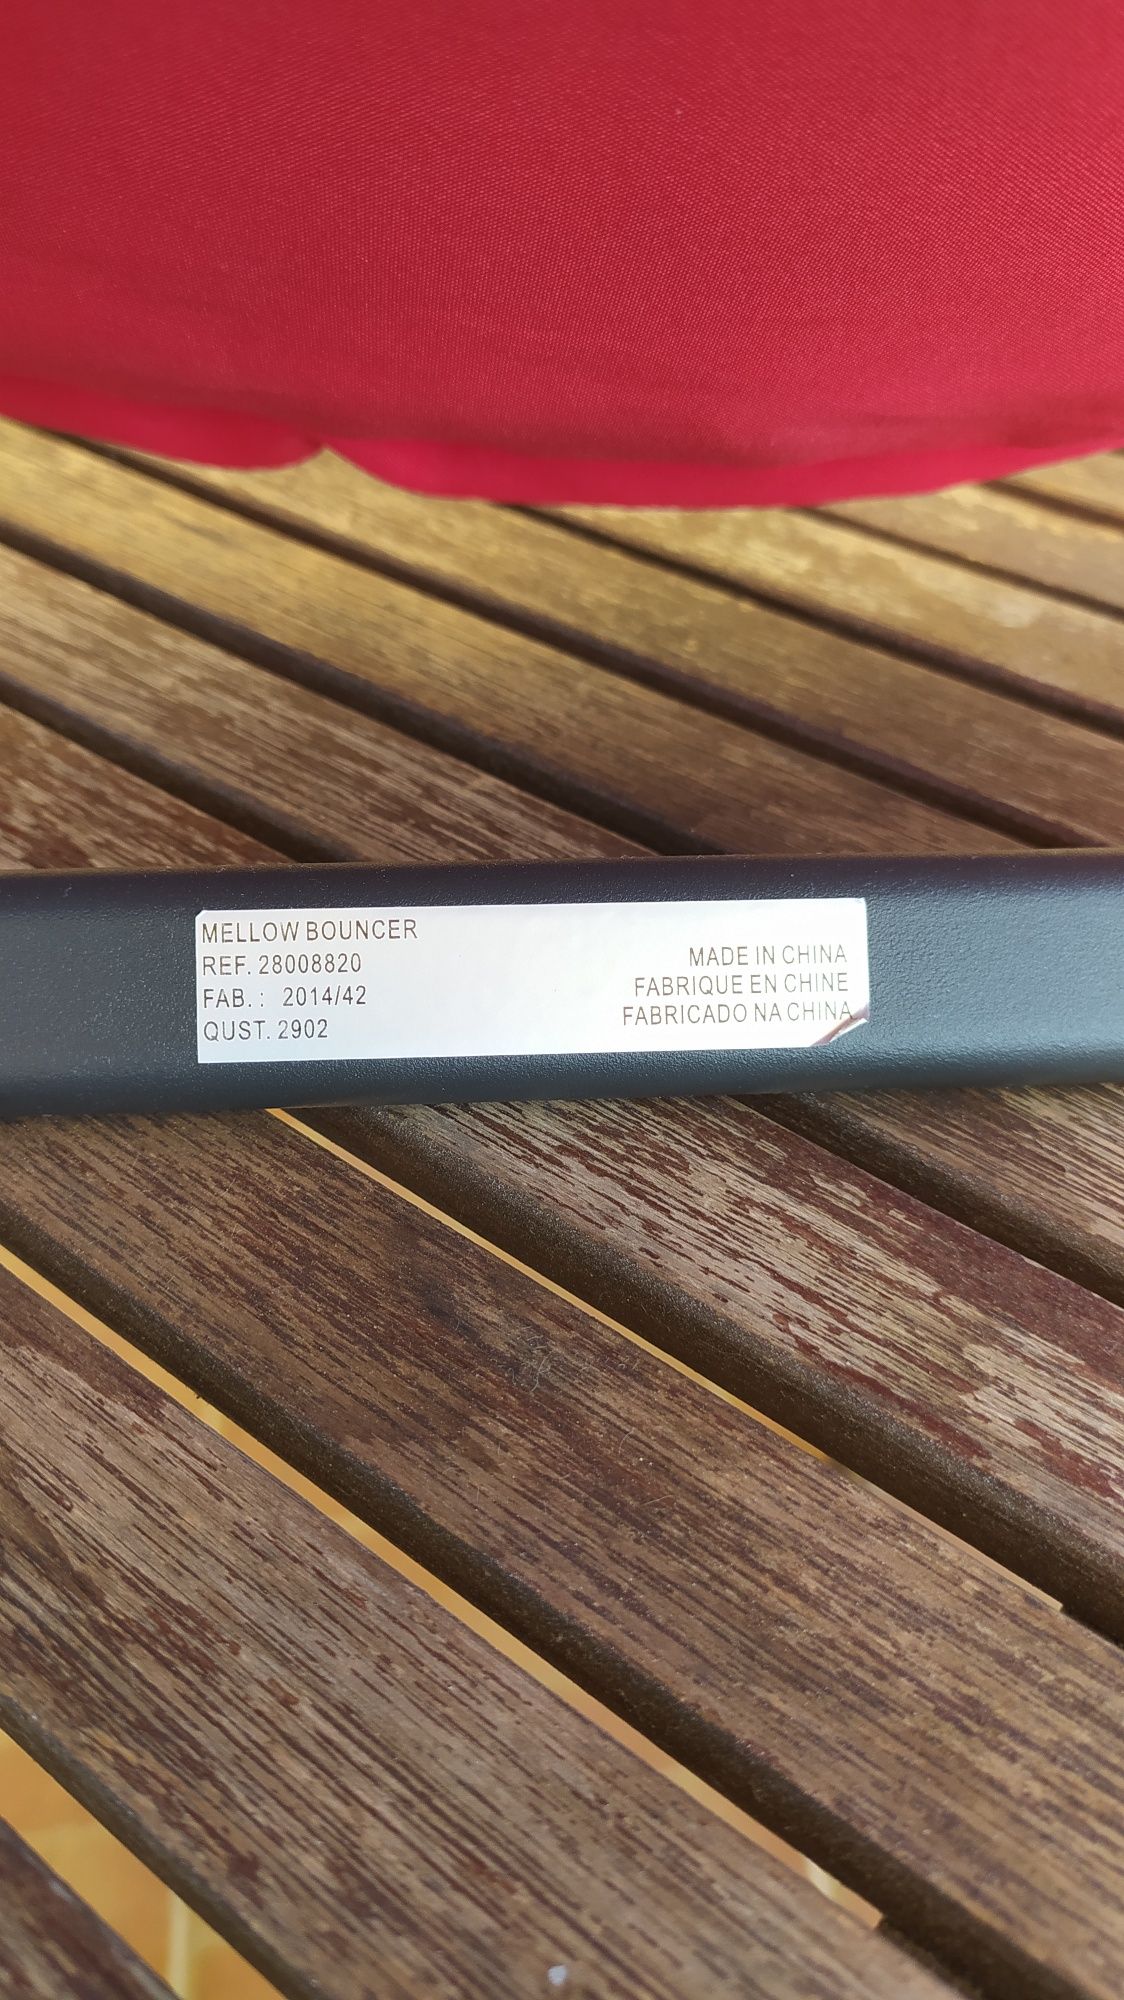 MELLOW BOUNCER
REF. 28008820
FAB. : 2014/42
QUST. 2902
MADE IN CHINA
FABRIQUE EN CHINE
FABRICADO NA CHINA